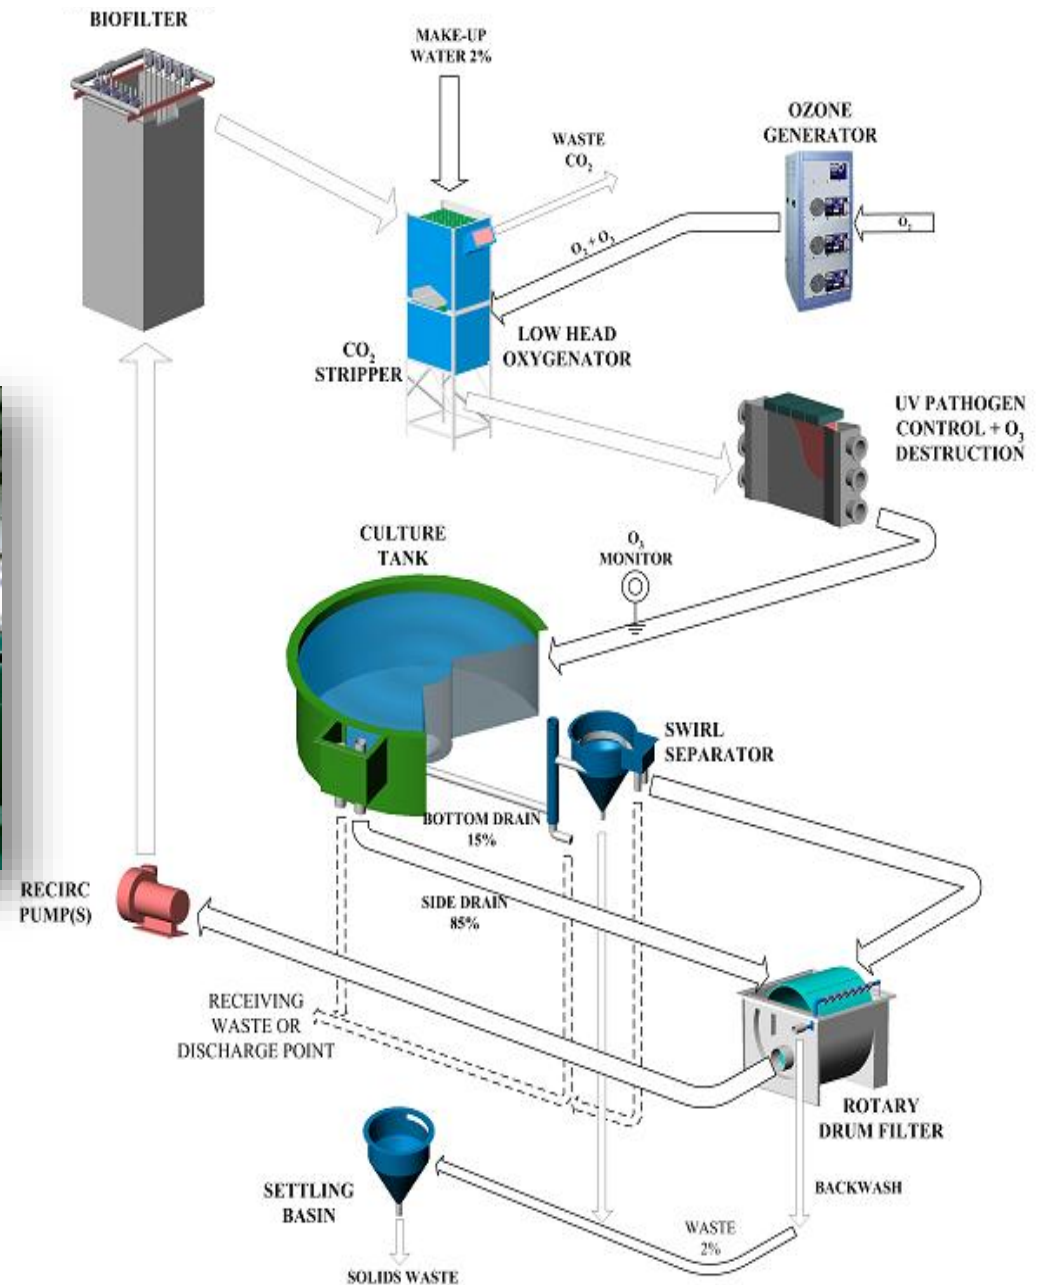 BIOFILTER
MAKE-UP
WATER 2%
WASTE
CO₂
OZONE
GENERATOR
O₂
O₂ + O₃
CO₂
STRIPPER
LOW HEAD
OXYGENATOR
UV PATHOGEN
CONTROL + O₃
DESTRUCTION
CULTURE
TANK
O₃
MONITOR
SWIRL
SEPARATOR
BOTTOM DRAIN
15%
SIDE DRAIN
85%
RECIRC
PUMP(S)
RECEIVING
WASTE OR
DISCHARGE POINT
ROTARY
DRUM FILTER
BACKWASH
SETTLING
BASIN
WASTE
2%
SOLIDS WASTE